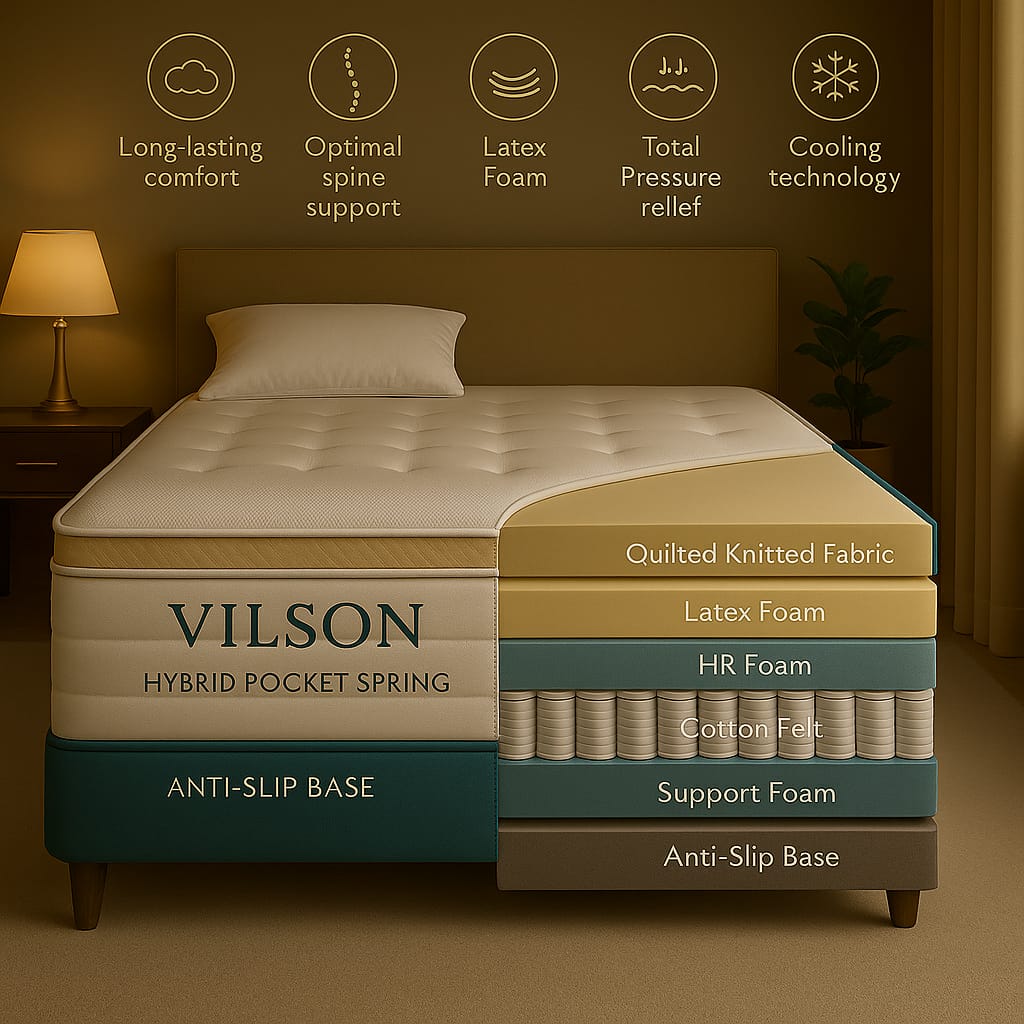 Long-lasting
comfort
Optimal
spine
support
Latex
Foam
Total
Pressure
rellef
Cooling
technology
Quilted Knitted Fabric
Latex Foam
VILSON
HR Foam
HYBRID POCKET SPRING
Cotton Felt
ANTI-SLIP BASE
Support Foam
Anti-Slip Base